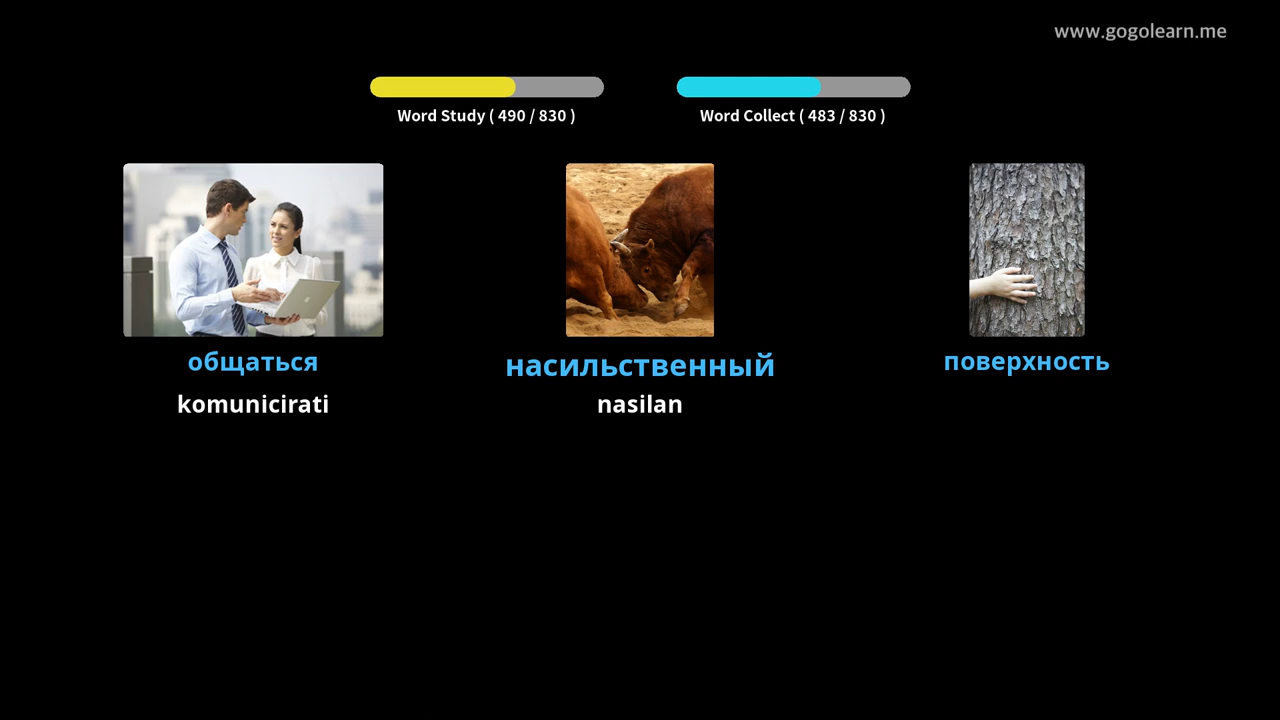 www.gogolearn.me
Word Study ( 490 / 830 )
Word Collect ( 483 / 830 )
общаться
komunicirati
насильственный
nasilan
поверхность